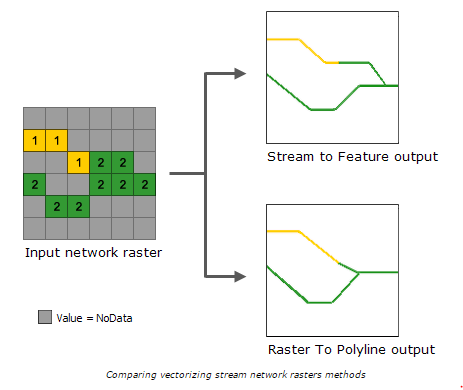 Stream to Feature output
1 1
1 2 2
2 2 2 2
2 2
Input network raster
Value = NoData
Raster To Polyline output
Comparing vectorizing stream network rasters methods